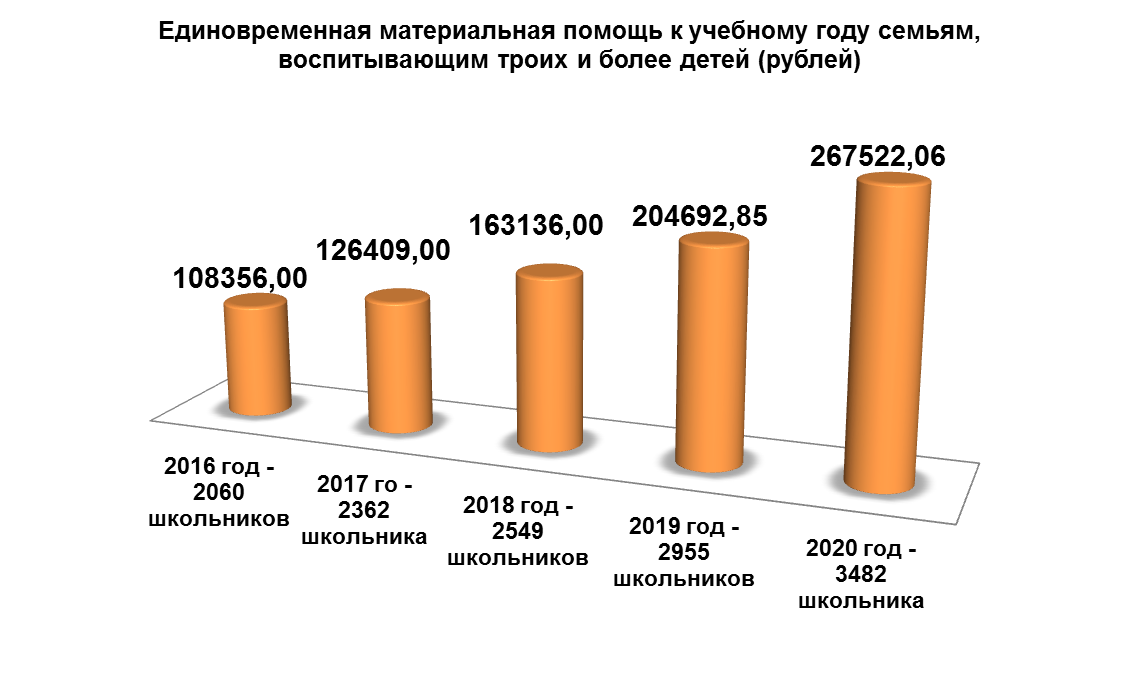 Единовременная материальная помощь к учебному году семьям,
воспитывающим троих и более детей (рублей)
108356,00
126409,00
163136,00
204692,85
267522,06
2016 год -
2060
школьников
2017 го -
2362
школьника
2018 год -
2549
школьников
2019 год -
2955
школьников
2020 год -
3482
школьника